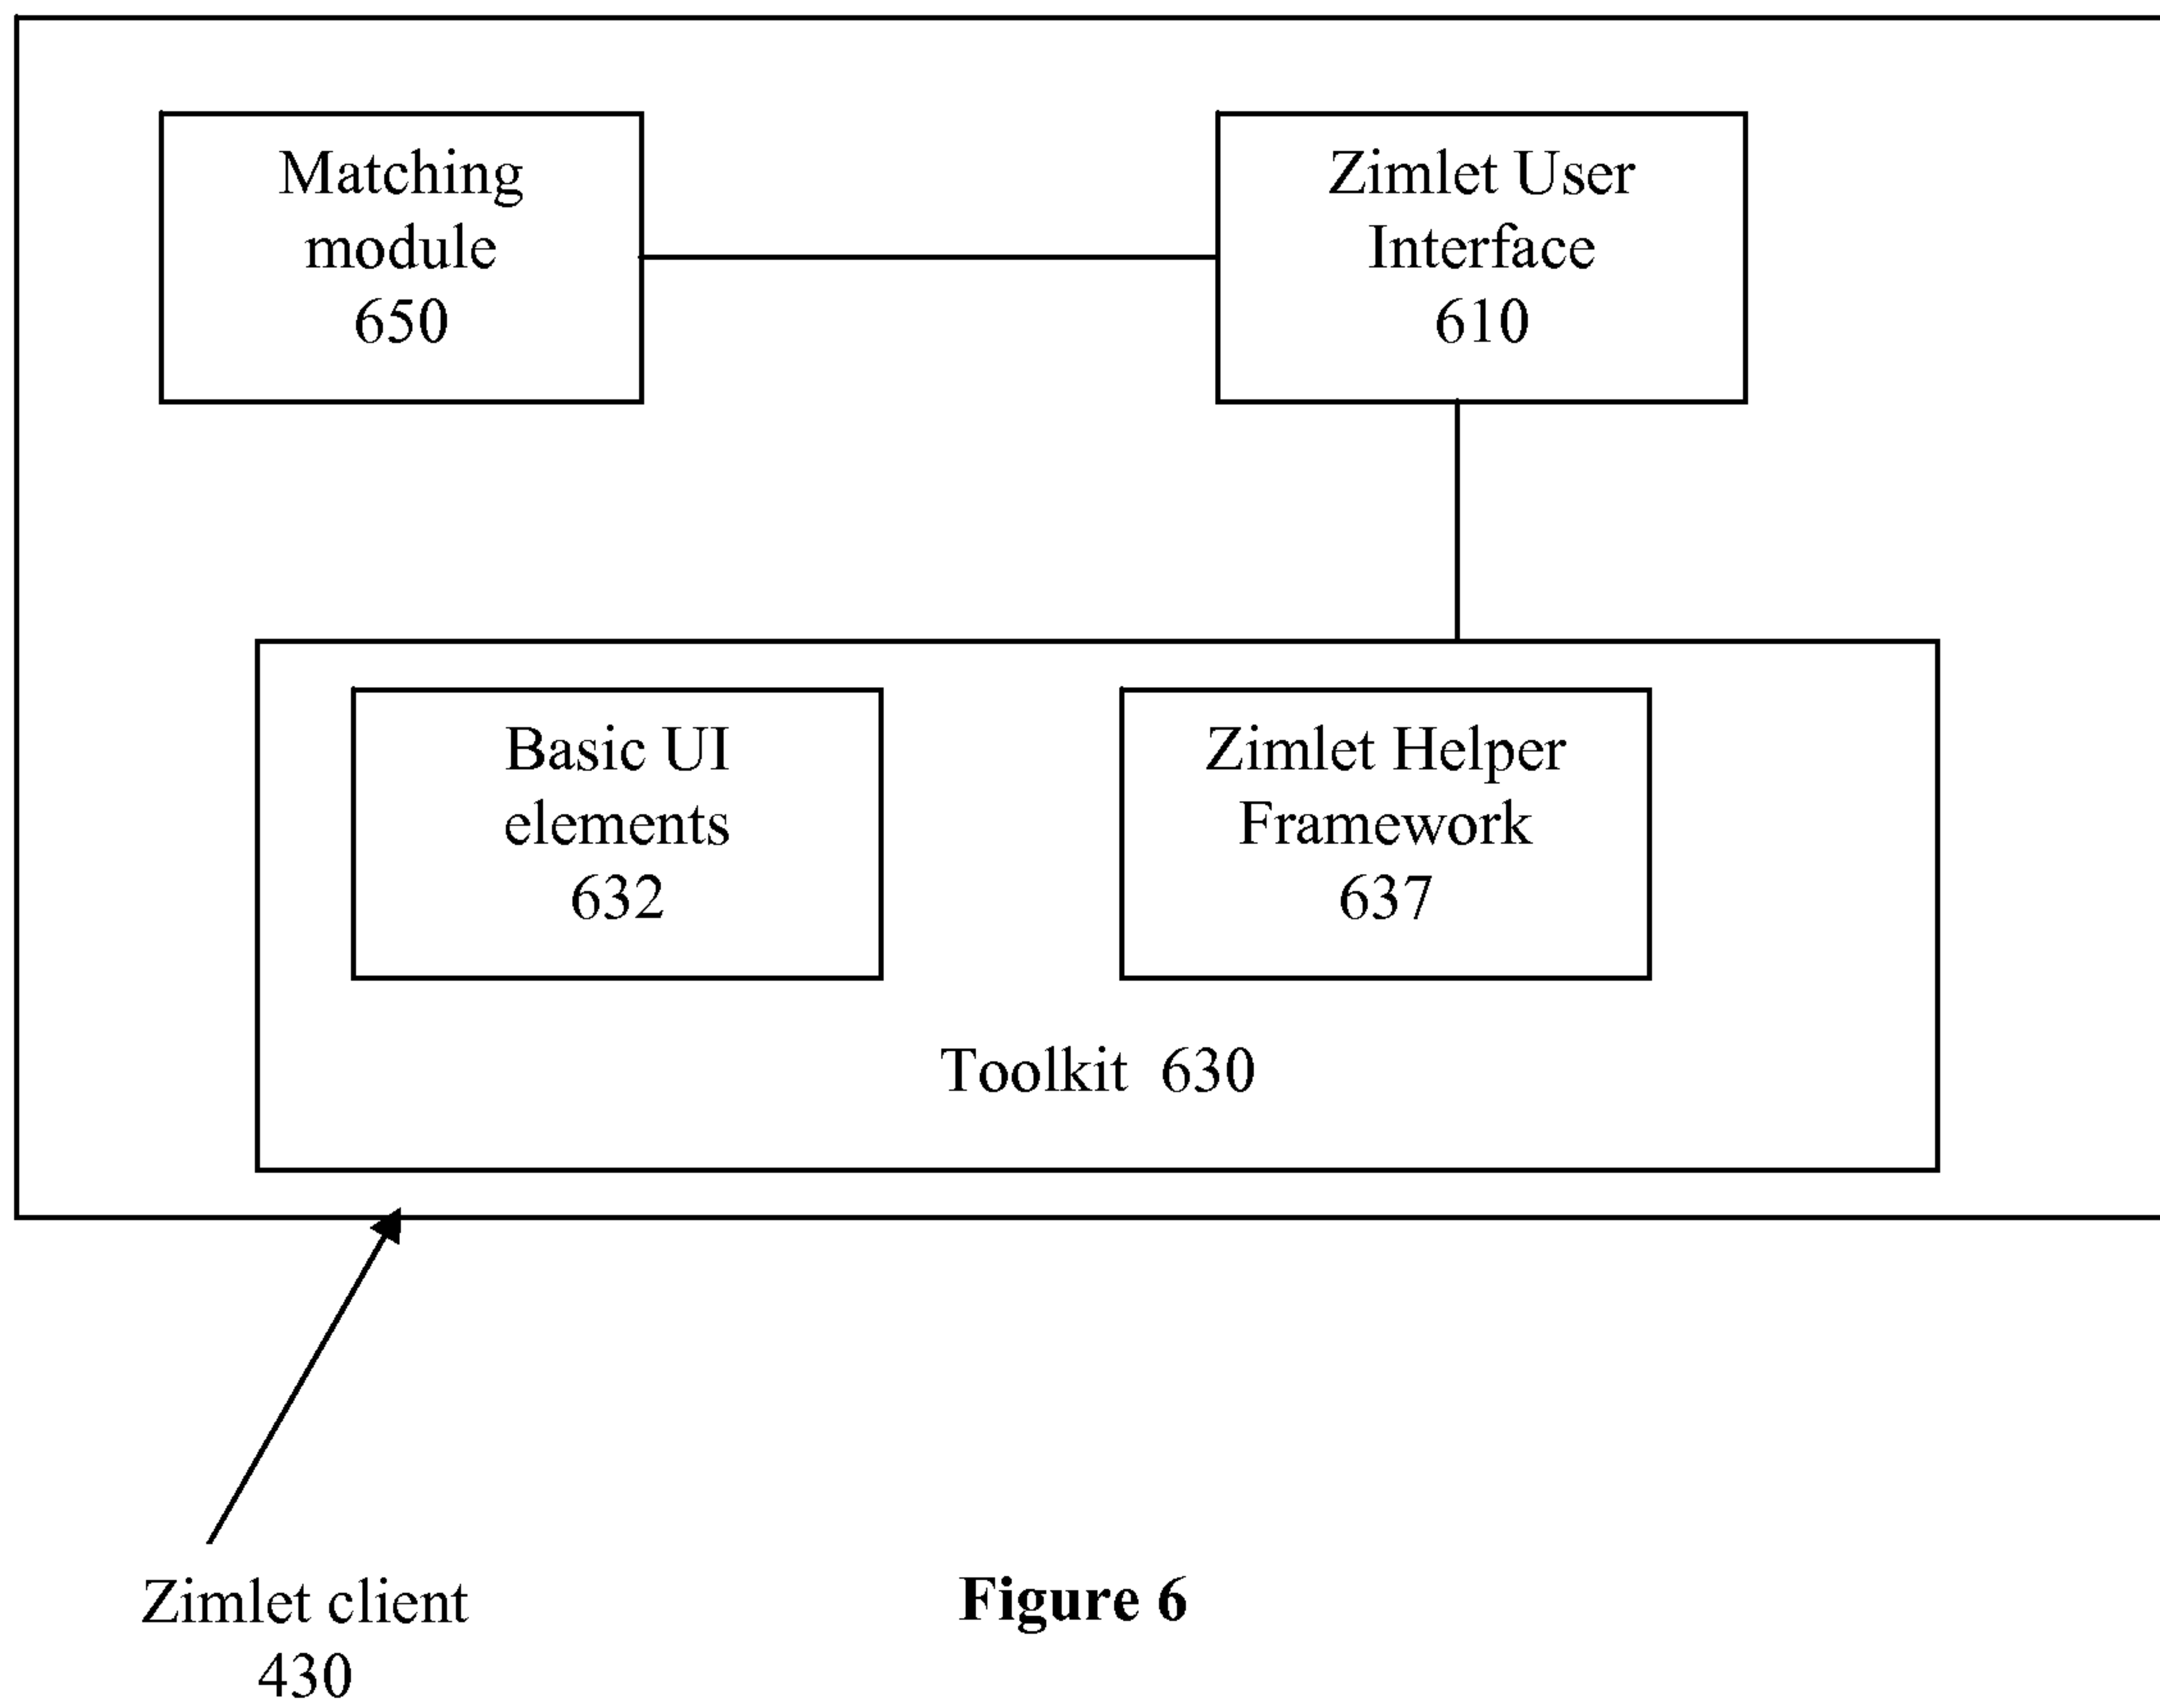 Matching
module
650
Zimlet User
Interface
610
Basic UI
elements
632
Zimlet Helper
Framework
637
Toolkit 630
Zimlet client
430
Figure 6